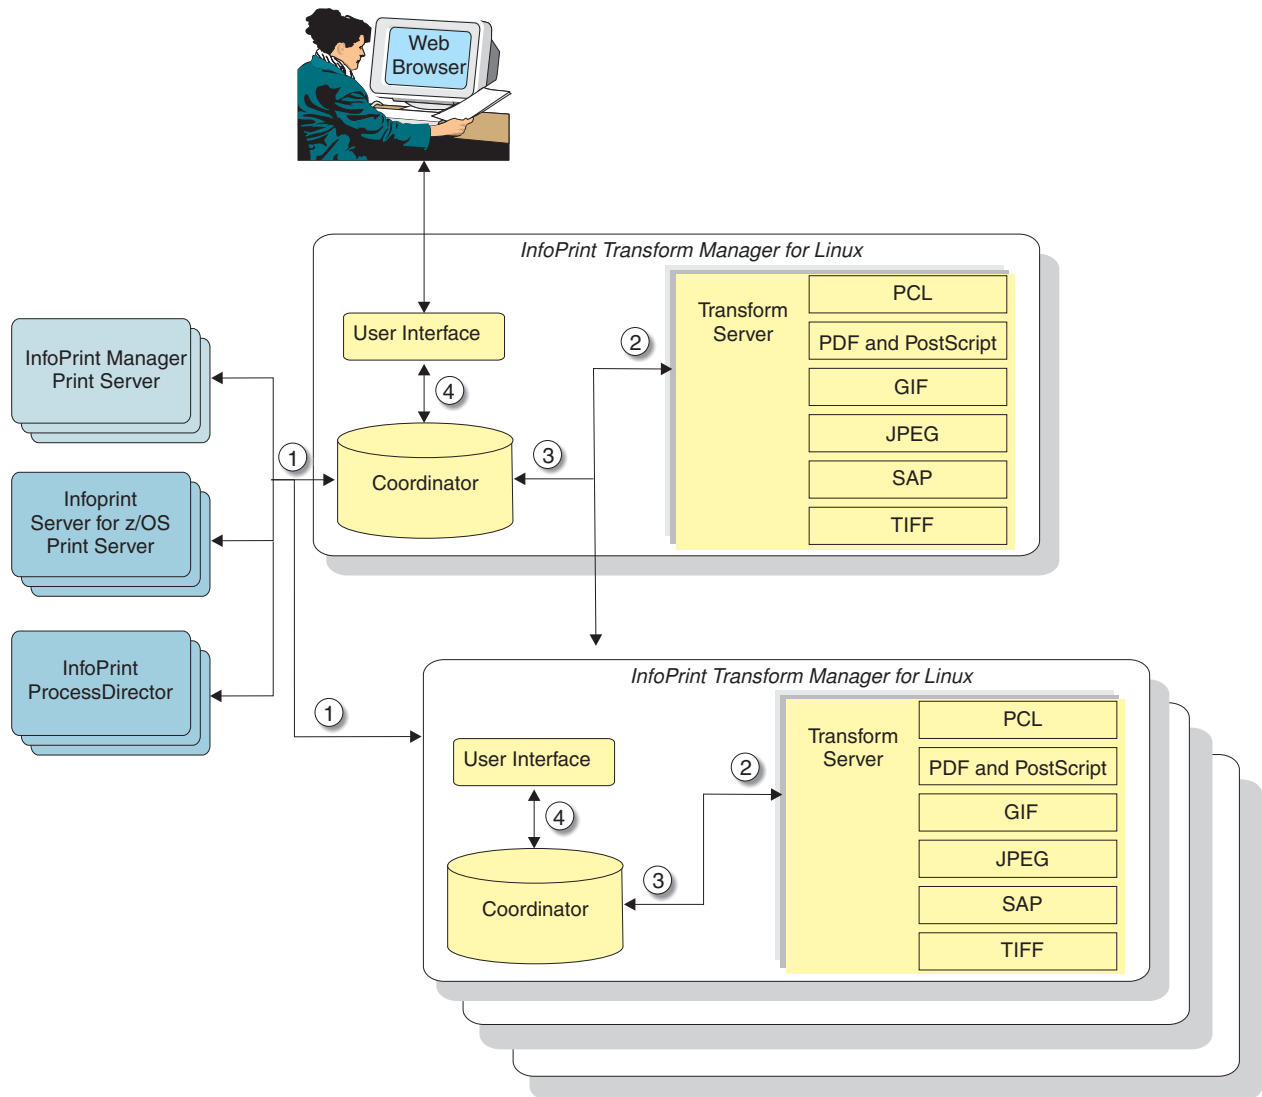 Web
Browser
InfoPrint Transform Manager for Linux
Transform
Server
PCL
PDF and PostScript
GIF
JPEG
SAP
TIFF
User Interface
2
4
3
1
Coordinator
InfoPrint Manager
Print Server
Infoprint
Server for z/OS
Print Server
InfoPrint
ProcessDirector
1
InfoPrint Transform Manager for Linux
Transform
Server
PCL
PDF and PostScript
GIF
JPEG
SAP
TIFF
User Interface
2
4
3
Coordinator